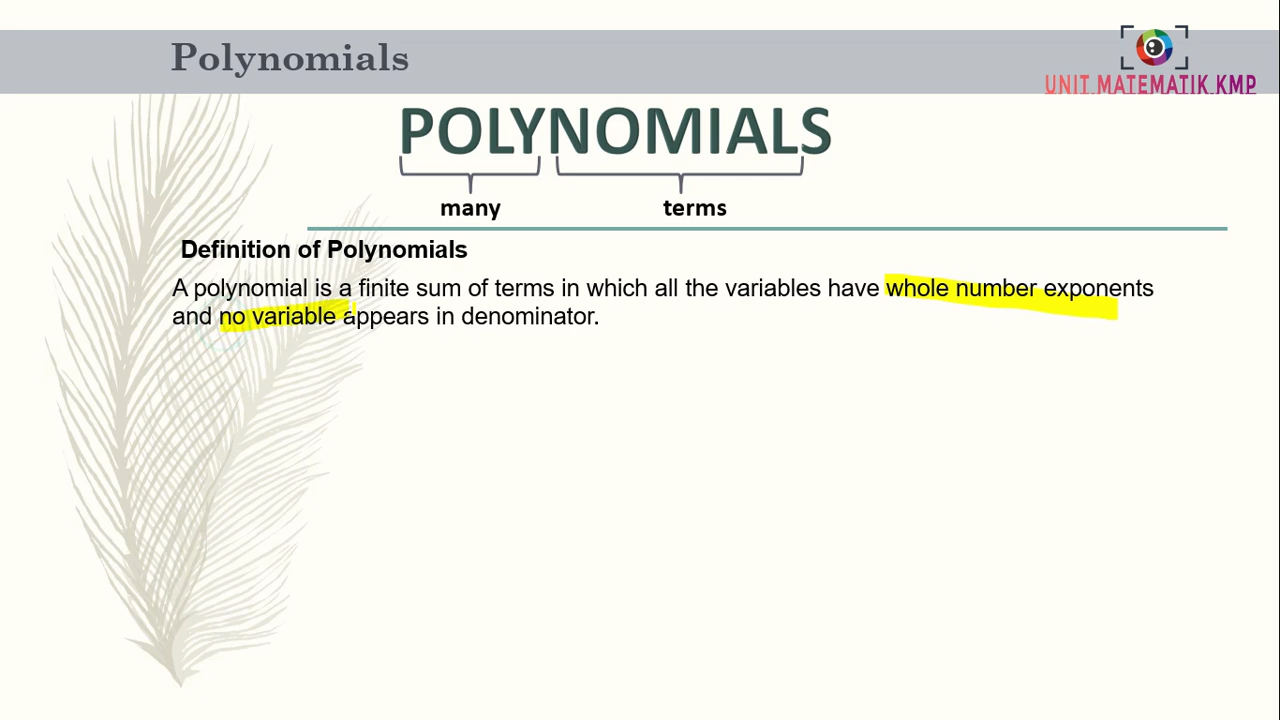 Polynomials
UNIT.MATEMATIK.KMP
POLYNOMIALS
many terms
Definition of Polynomials
A polynomial is a finite sum of terms in which all the variables have whole number exponents
and no variable appears in denominator.